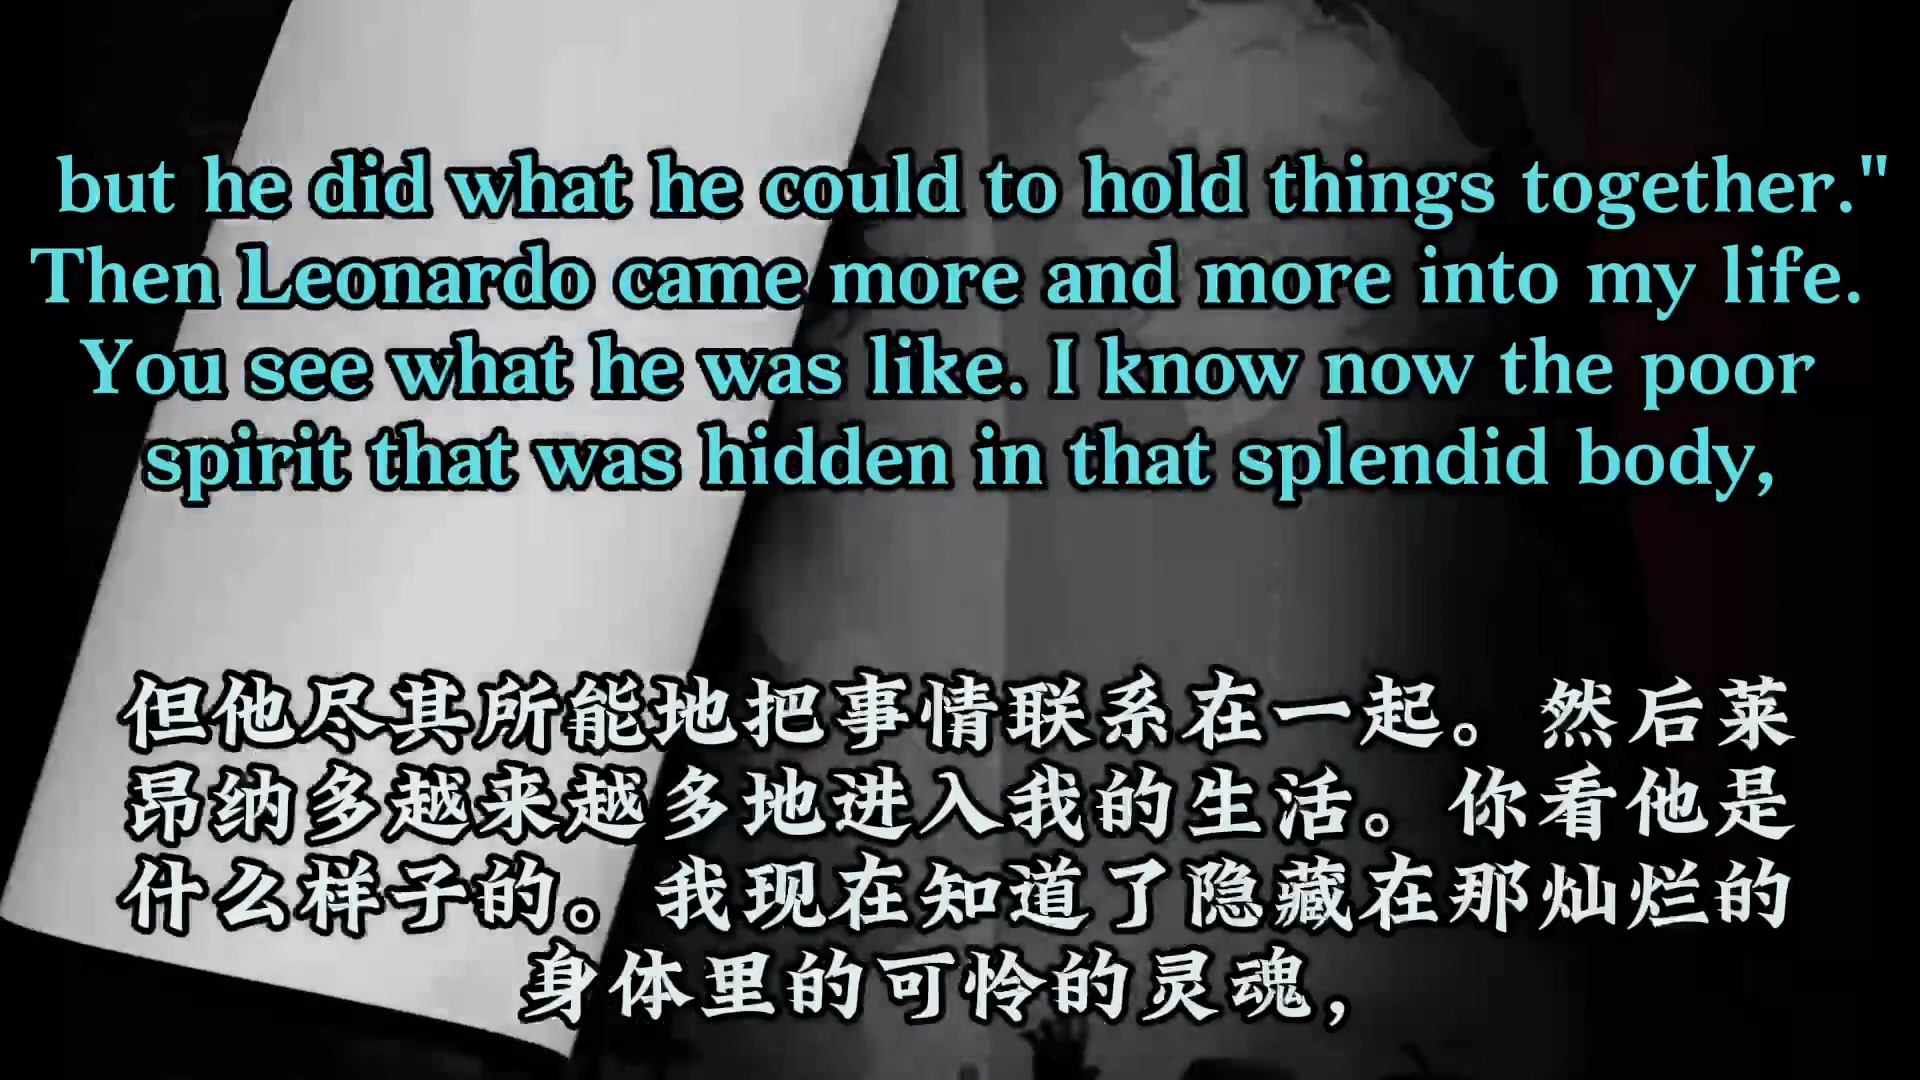 but he did what he could to hold things together."
Then Leonardo came more and more into my life.
You see what he was like. I know now the poor
spirit that was hidden in that splendid body,
但他尽其所能地把事情联系在一起。然后莱
昂纳多越来越多地进入我的生活。你看他是
什么样子的。我现在知道了隐藏在那灿烂的
身体里的可怜的灵魂，